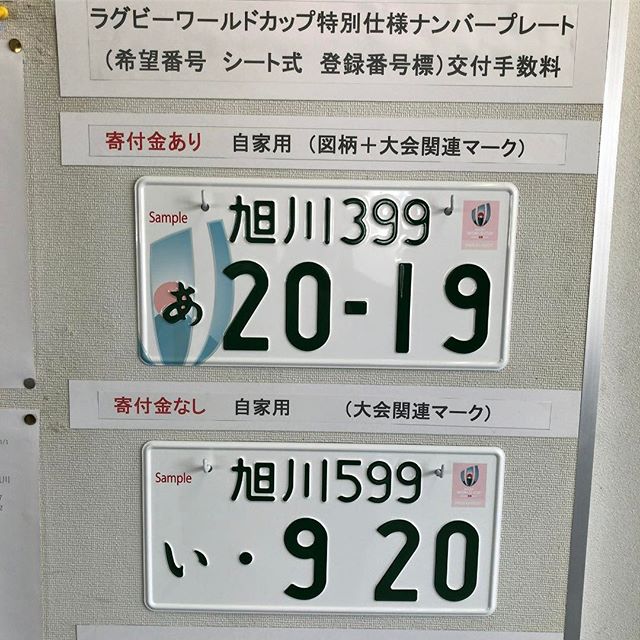 ラグビーワールドカップ特別仕様ナンバープレート
（希望番号　シート式　登録番号標）交付手数料
寄付金あり　自家用　（図柄＋大会関連マーク）
Sample 旭川399
あ 20-19
寄付金なし　自家用　（大会関連マーク）
Sample 旭川599
い ・9 20